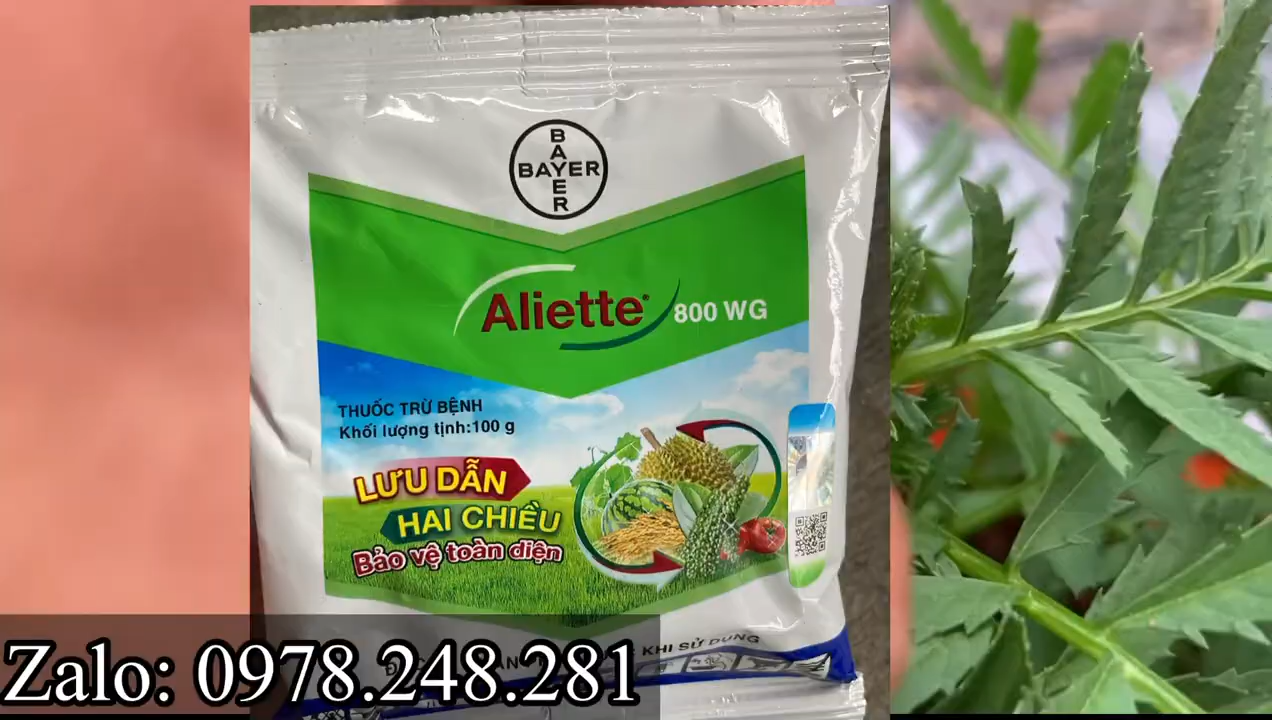 BAYER
BAYER
Aliette® 800 WG
THUỐC TRỪ BỆNH
Khối lượng tịnh:100 g
LƯU DẪN
HAI CHIỀU
Bảo vệ toàn diện
KHI SỬ DỤNG
Zalo: 0978.248.281